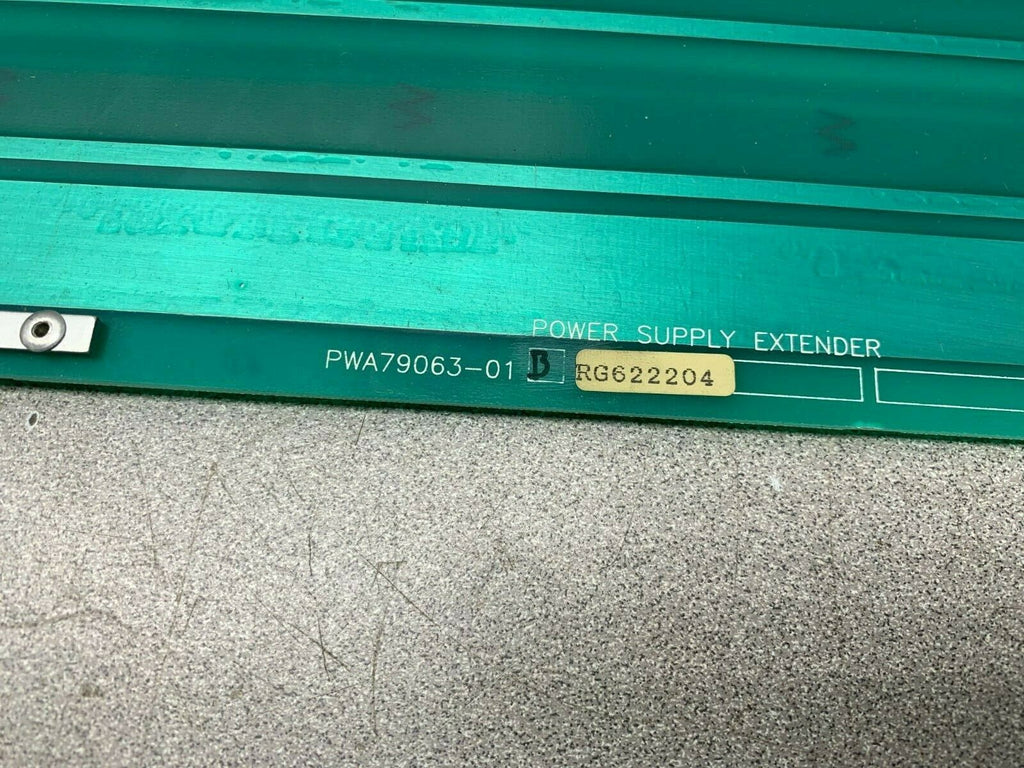 POWER SUPPLY EXTENDER
PWA79063-01 B RG622204